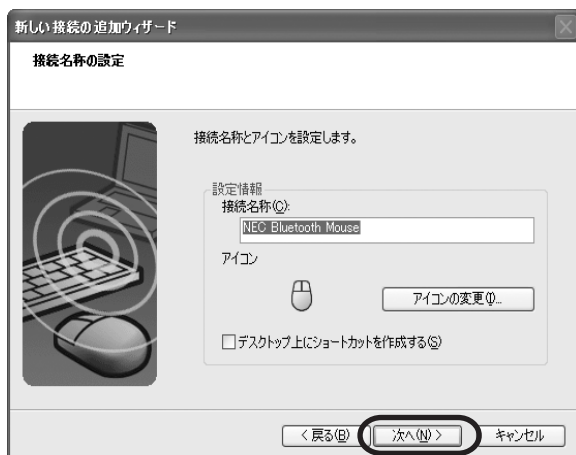 新しい接続の追加ウィザード
接続名称の設定
接続名称とアイコンを設定します。
設定情報
接続名称(C):
NEC Bluetooth Mouse
アイコン
アイコンの変更(I)...
デスクトップ上にショートカットを作成する(S)
< 戻る(B) 次へ(N) > キャンセル